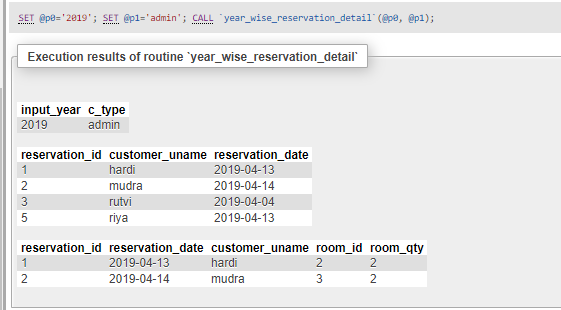 SET @p0='2019'; SET @p1='admin'; CALL `year_wise_reservation_detail`(@p0, @p1);
Execution results of routine `year_wise_reservation_detail`
input_year c_type
2019 admin
reservation_id customer_uname reservation_date
1 hardi 2019-04-13
2 mudra 2019-04-14
3 rutvi 2019-04-04
5 riya 2019-04-13
reservation_id reservation_date customer_uname room_id room_qty
1 2019-04-13 hardi 2 2
2 2019-04-14 mudra 3 2